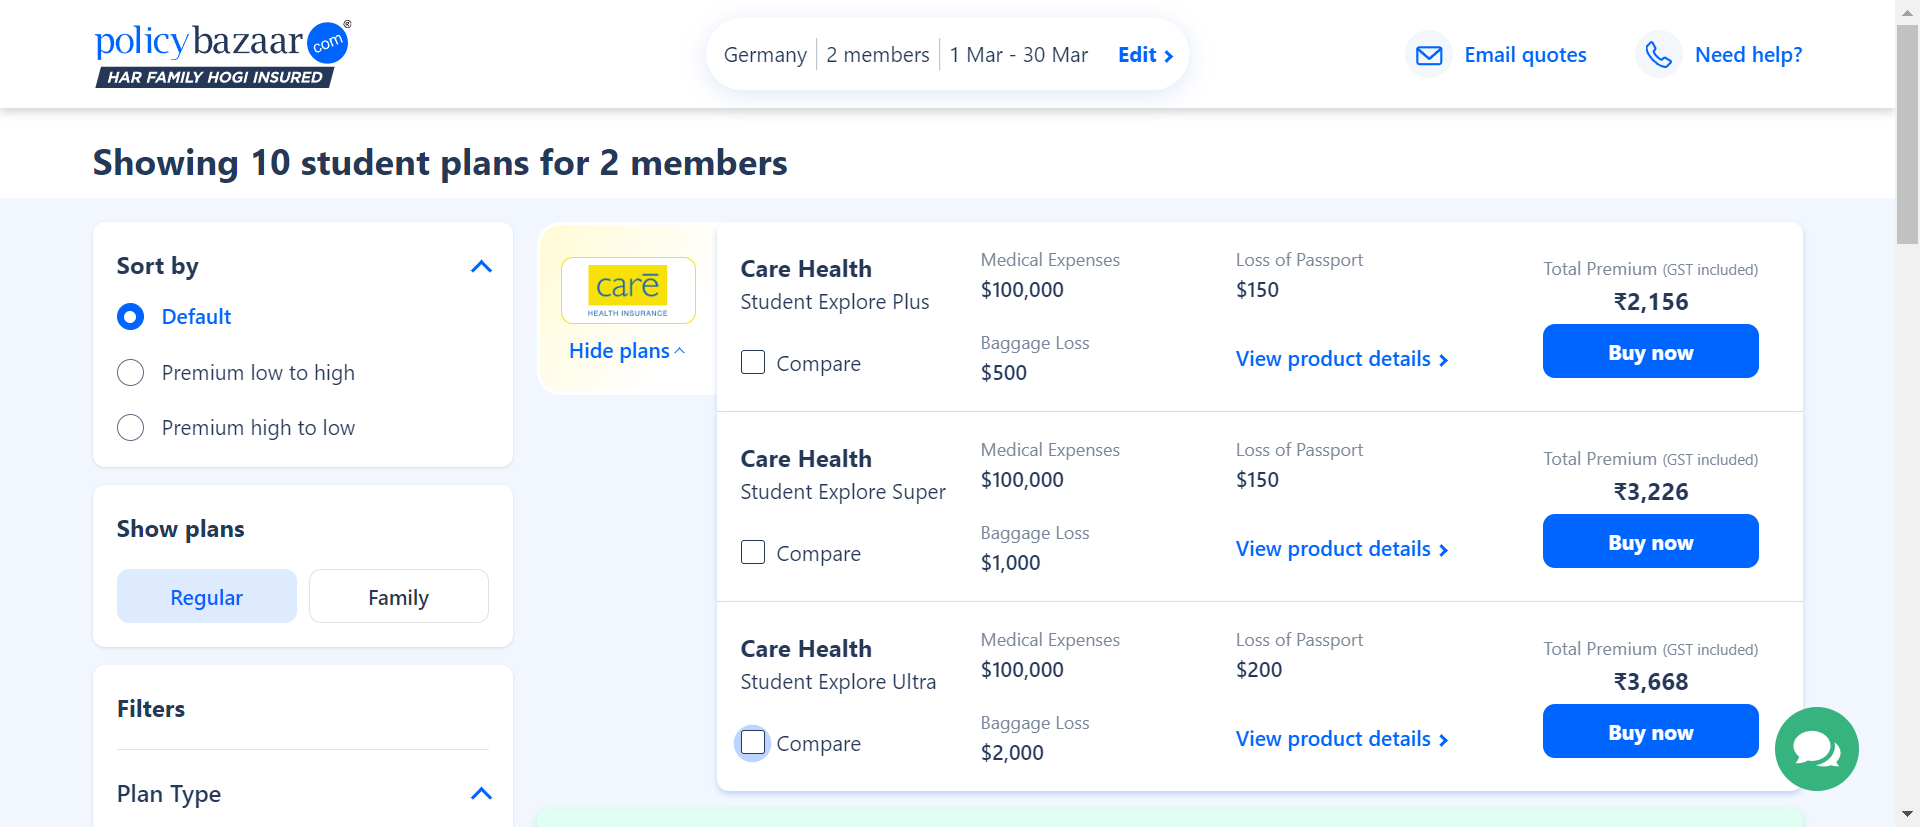 policybazaar.com®
HAR FAMILY HOGI INSURED
Germany 2 members 1 Mar - 30 Mar Edit
Email quotes
Need help?
Showing 10 student plans for 2 members
Sort by
Default
Premium low to high
Premium high to low
Show plans
Regular Family
Filters
Plan Type
care
HEALTH INSURANCE
Hide plans
Care Health
Student Explore Plus
Compare
Medical Expenses
$100,000
Baggage Loss
$500
Loss of Passport
$150
View product details
Total Premium (GST included)
₹2,156
Buy now
Care Health
Student Explore Super
Compare
Medical Expenses
$100,000
Baggage Loss
$1,000
Loss of Passport
$150
View product details
Total Premium (GST included)
₹3,226
Buy now
Care Health
Student Explore Ultra
Compare
Medical Expenses
$100,000
Baggage Loss
$2,000
Loss of Passport
$200
View product details
Total Premium (GST included)
₹3,668
Buy now